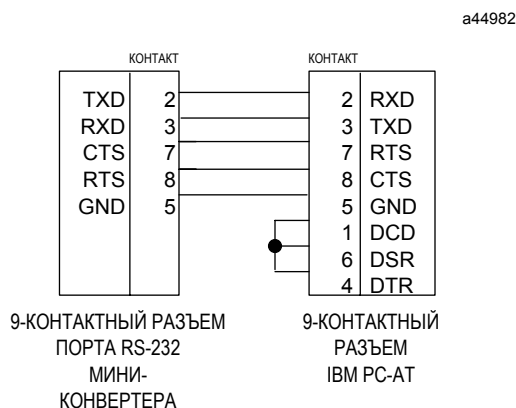 a44982
КОНТАКТ КОНТАКТ
TXD 2 2 RXD
RXD 3 3 TXD
CTS 7 7 RTS
RTS 8 8 CTS
GND 5 5 GND
1 DCD
6 DSR
4 DTR
9-КОНТАКТНЫЙ РАЗЪЕМ
ПОРТА RS-232
МИНИ-
КОНВЕРТЕРА
9-КОНТАКТНЫЙ
РАЗЪЕМ
IBM PC-AT